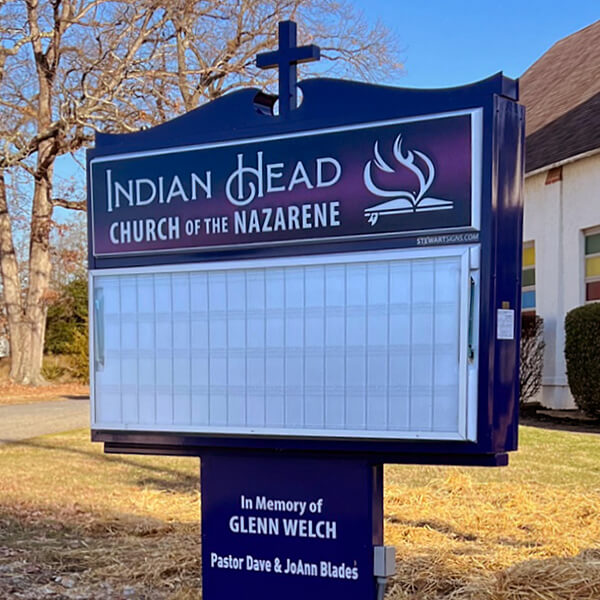 INDIAN HEAD
CHURCH OF THE NAZARENE
STEWARTSIGNS.COM
In Memory of
GLENN WELCH
Pastor Dave & JoAnn Blades